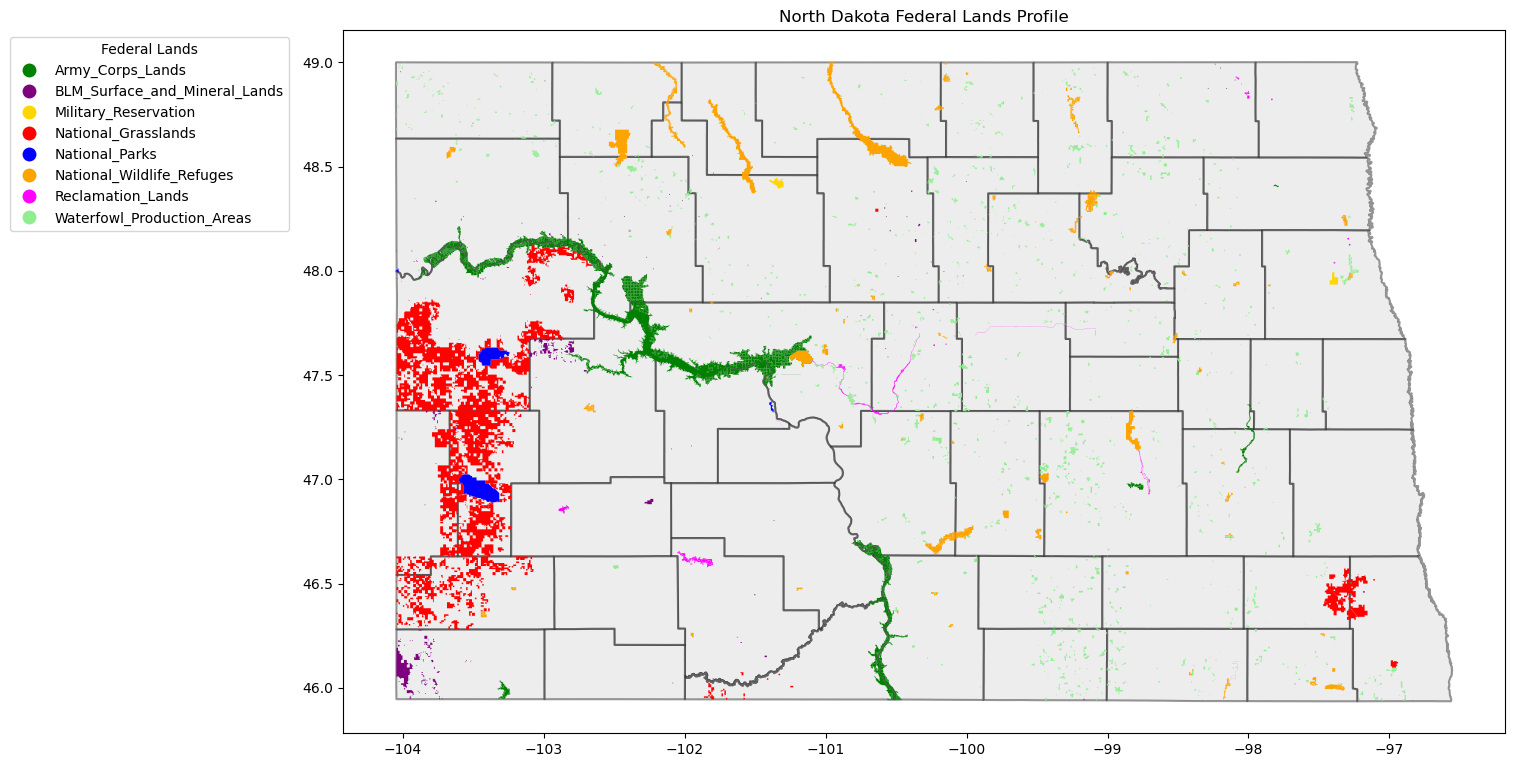 North Dakota Federal Lands Profile
Federal Lands
Army_Corps_Lands
BLM_Surface_and_Mineral_Lands
Military_Reservation
National_Grasslands
National_Parks
National_Wildlife_Refuges
Reclamation_Lands
Waterfowl_Production_Areas
49.0
48.5
48.0
47.5
47.0
46.5
46.0
−104 −103 −102 −101 −100 −99 −98 −97